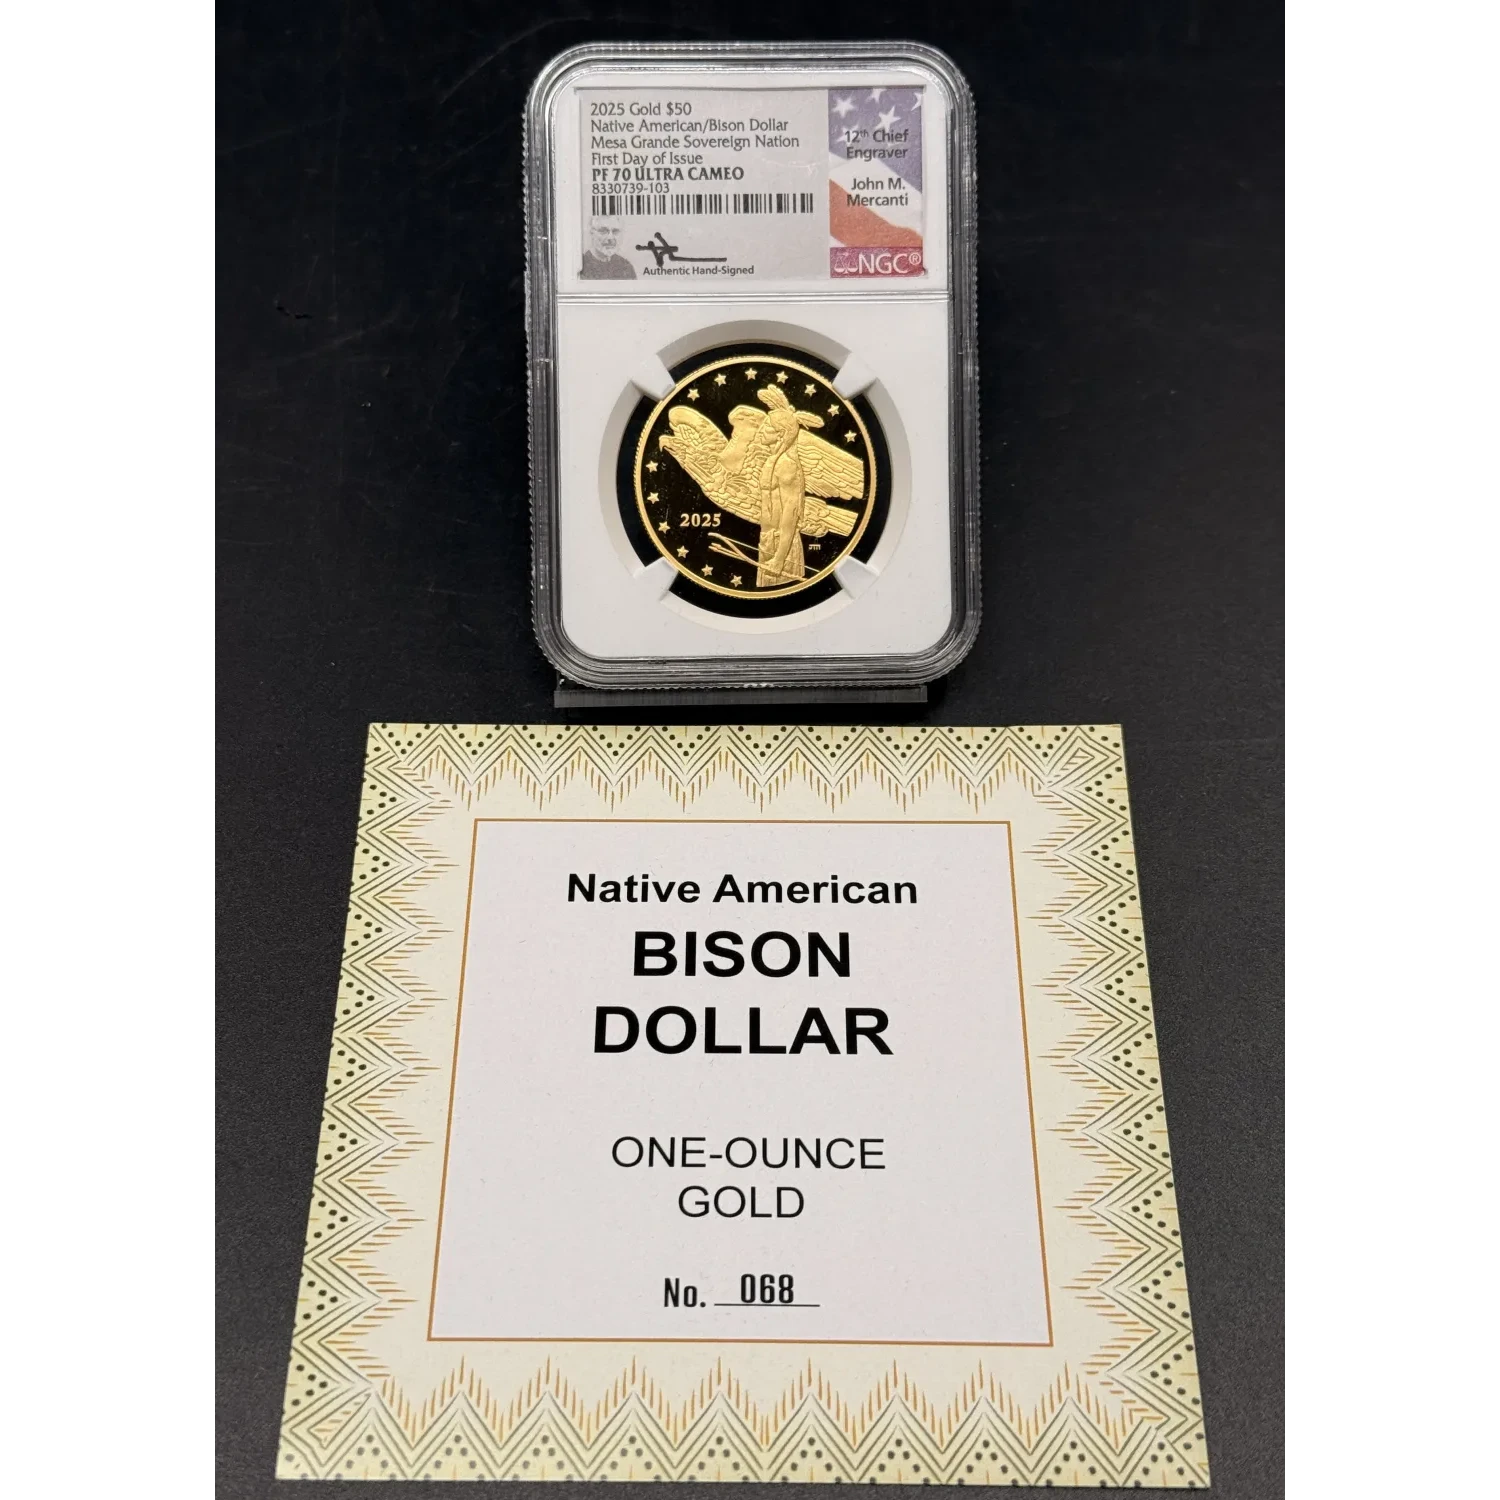 2025 Gold $50
Native American/Bison Dollar
Mesa Grande Sovereign Nation
First Day of Issue
PF 70 ULTRA CAMEO
8330739-103
Authentic Hand-Signed
12th Chief
Engraver
John M.
Mercanti
NGC®
2025
JM
Native American
BISON
DOLLAR
ONE-OUNCE
GOLD
No. 068